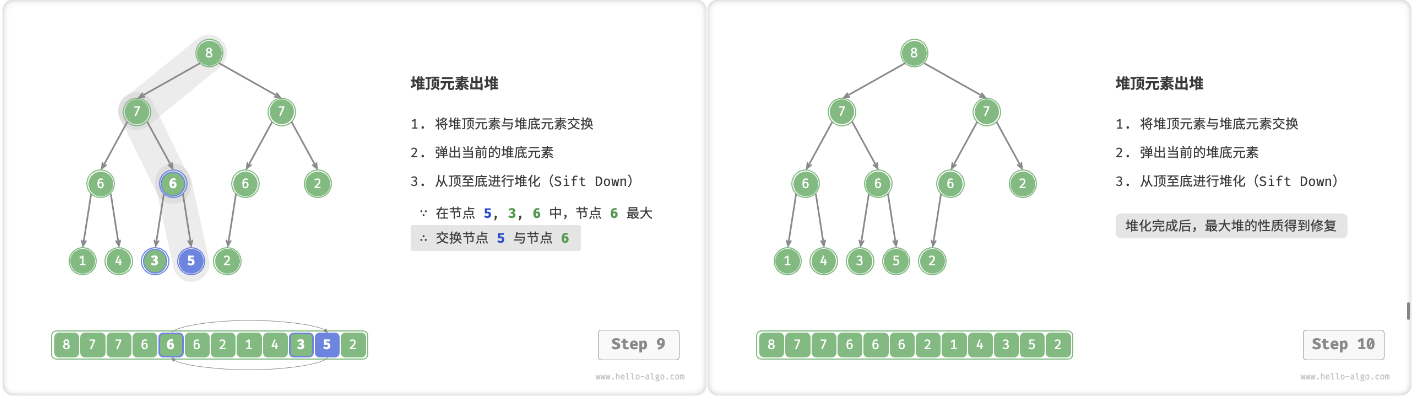 8
7 7
6 6 6 2
1 4 3 5 2
8 7 7 6 6 6 2 1 4 3 5 2
堆顶元素出堆
1. 将堆顶元素与堆底元素交换
2. 弹出当前的堆底元素
3. 从顶至底进行堆化（Sift Down）
∵ 在节点 5, 3, 6 中，节点 6 最大
∴ 交换节点 5 与节点 6
Step 9
www.hello-algo.com
8
7 7
6 6 6 2
1 4 3 5 2
8 7 7 6 6 6 2 1 4 3 5 2
堆顶元素出堆
1. 将堆顶元素与堆底元素交换
2. 弹出当前的堆底元素
3. 从顶至底进行堆化（Sift Down）
堆化完成后，最大堆的性质得到修复
Step 10
www.hello-algo.com